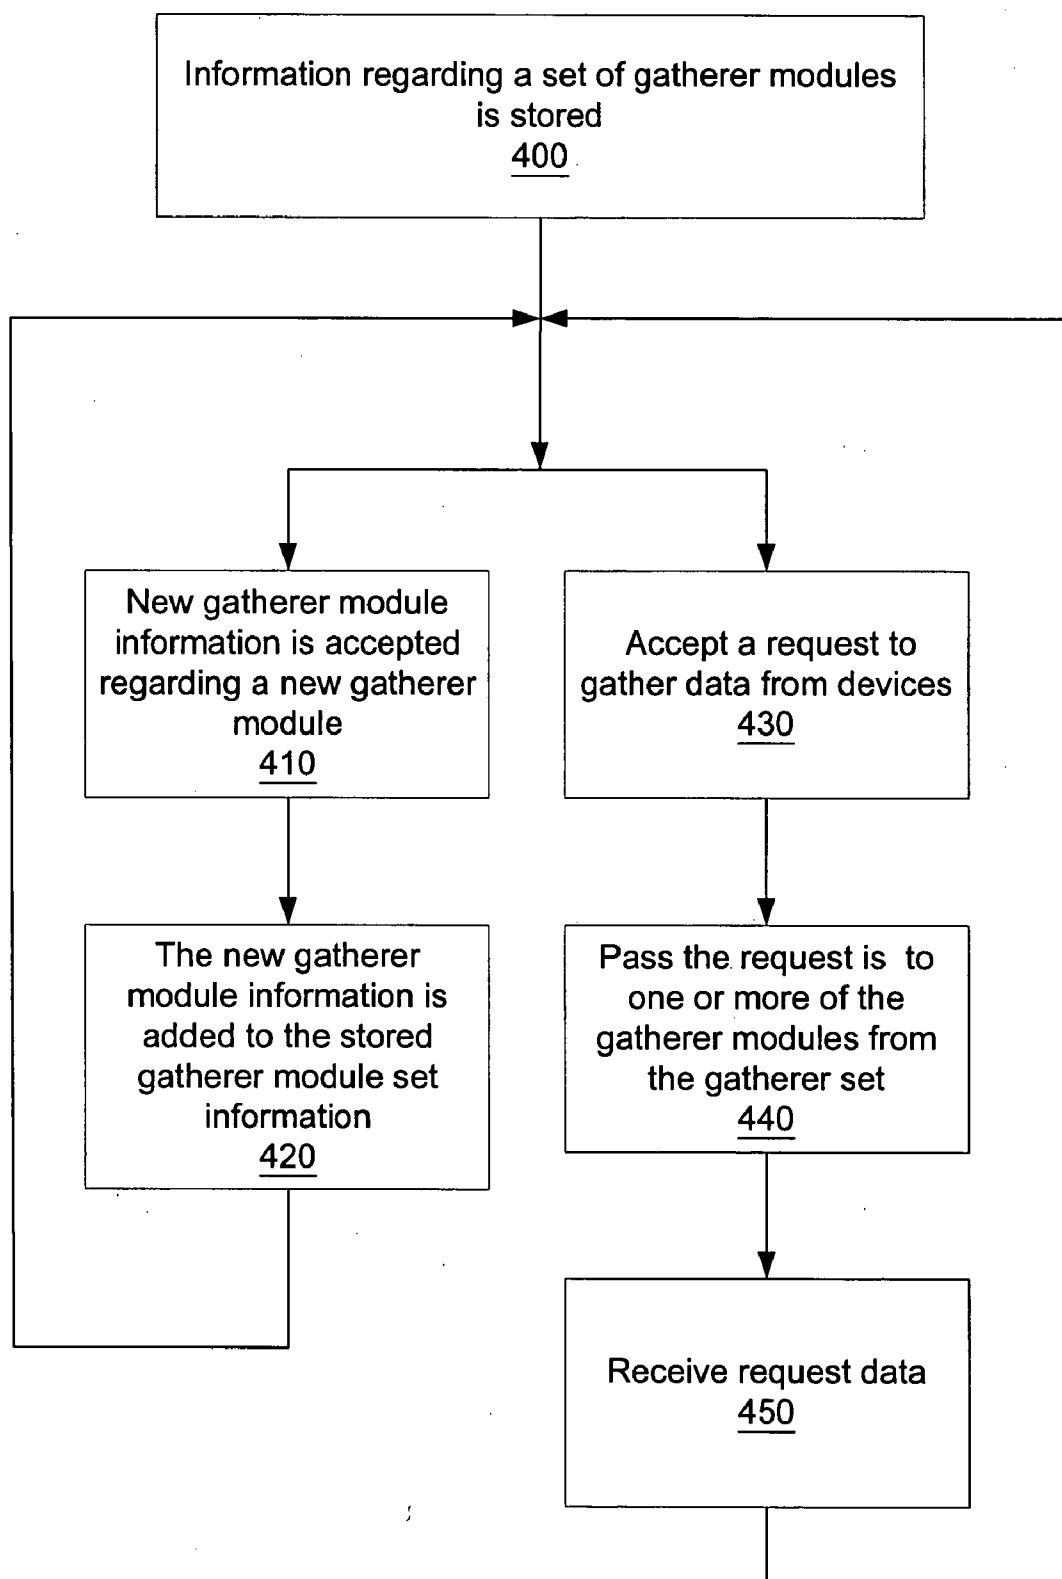 Information regarding a set of gatherer modules
is stored
400
New gatherer module
information is accepted
regarding a new gatherer
module
410
The new gatherer
module information is
added to the stored
gatherer module set
information
420
Accept a request to
gather data from devices
430
Pass the request is to
one or more of the
gatherer modules from
the gatherer set
440
Receive request data
450